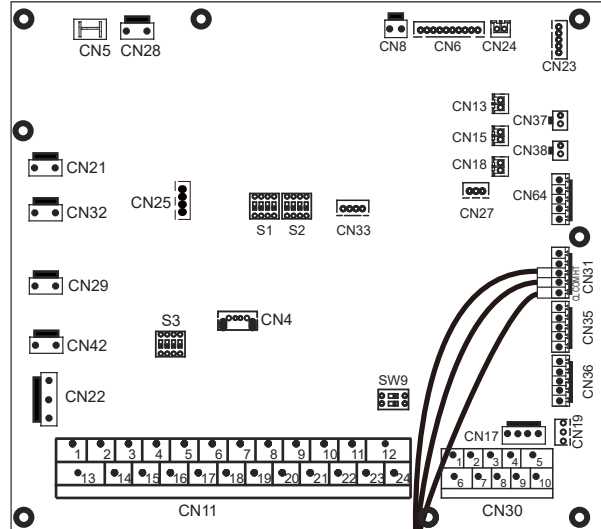 CN5
CN28
CN8
CN6
CN24
CN23
CN13
CN37
CN15
CN38
CN18
CN21
CN64
CN25
CN32
CN27
S1
S2
CN33
CN31
CL COM HT
CN29
S3
CN4
CN35
CN42
SW9
CN36
CN22
CN17
CN19
1 2 3 4 5 6 7 8 9 10 11 12
13 14 15 16 17 18 19 20 21 22 23 24
CN11
1 2 3 4 5
6 7 8 9 10
CN30